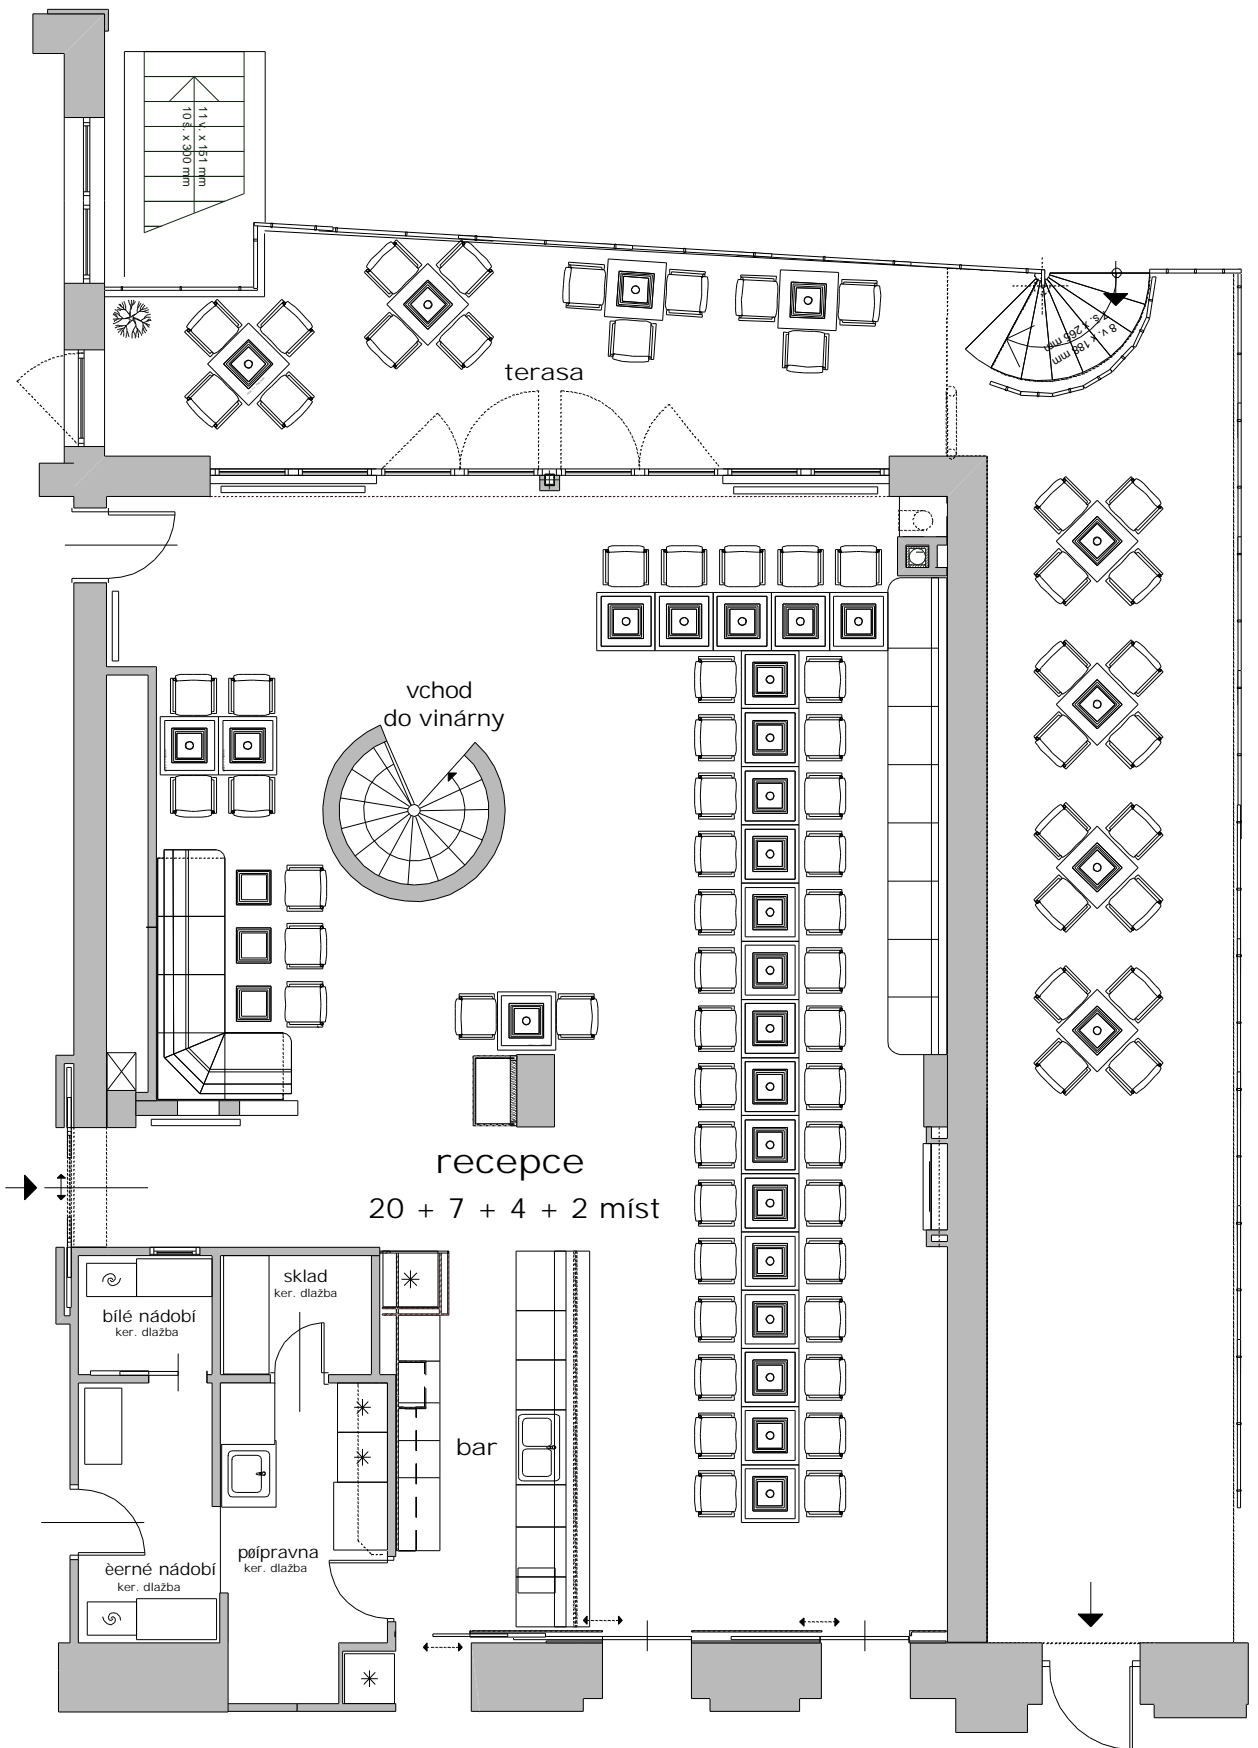 11 v. x 151 mm
10 š. x 300 mm
8 v. x 188 mm
7 s. x 265 mm
terasa
vchod
do vinárny
recepce
20 + 7 + 4 + 2 míst
sklad
ker. dlažba
bílé nádobí
ker. dlažba
bar
pøípravna
ker. dlažba
èerné nádobí
ker. dlažba